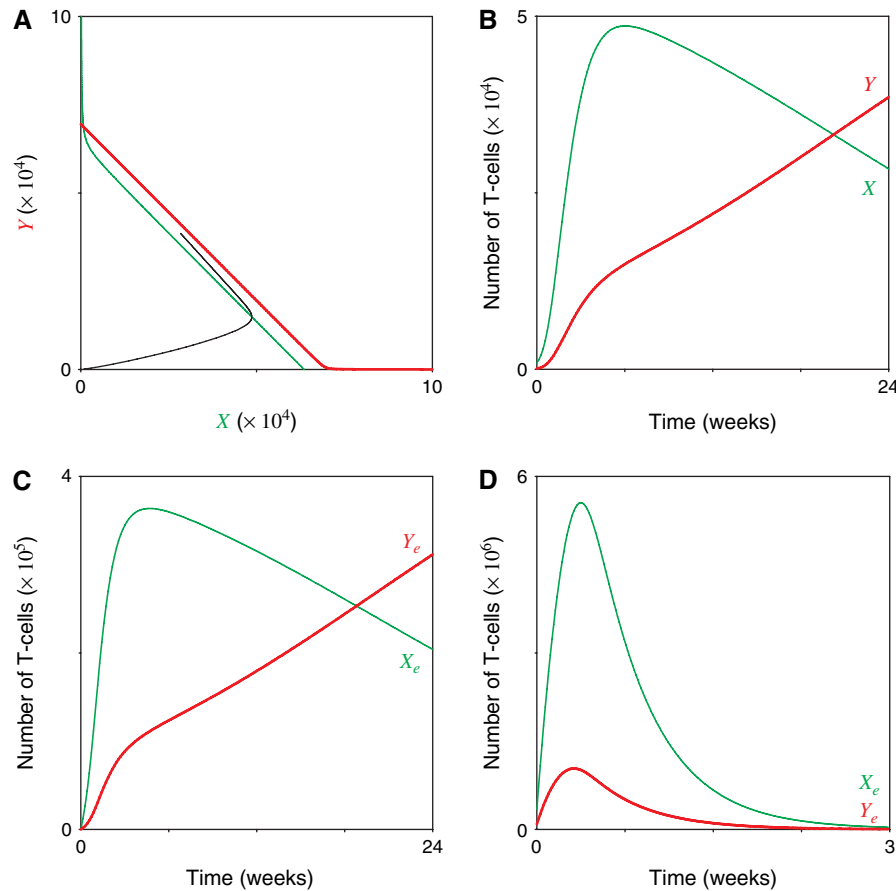 A
10
Y (× 10⁴)
0
0
10
X (× 10⁴)
B
5
Number of T-cells (× 10⁴)
Y
X
0
0
24
Time (weeks)
C
4
Number of T-cells (× 10⁵)
Yₑ
Xₑ
0
0
24
Time (weeks)
D
6
Number of T-cells (× 10⁶)
Xₑ
Yₑ
0
0
3
Time (weeks)